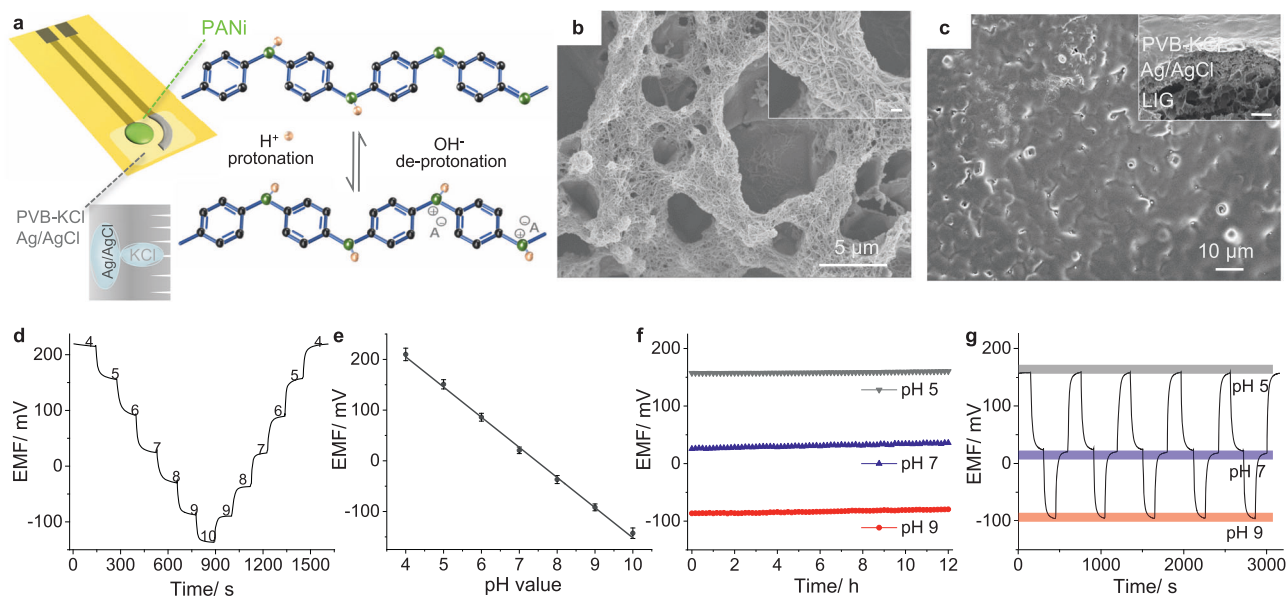 a
PANi
H+
protonation
OH-
de-protonation
PVB-KCl
Ag/AgCl
Ag/AgCl
KCl
A
A
b
5 µm
c
PVB-KCl
Ag/AgCl
LIG
10 µm
d
EMF/ mV
200
100
0
-100
4
5
6
7
8
9
10
9
8
7
6
5
4
0 300 600 900 1200 1500
Time/ s
e
EMF/ mV
200
100
0
-100
4 5 6 7 8 9 10
pH value
f
EMF/ mV
200
100
0
-100
pH 5
pH 7
pH 9
0 2 4 6 8 10 12
Time/ h
g
EMF/ mV
200
100
0
-100
pH 5
pH 7
pH 9
0 1000 2000 3000
Time/ s